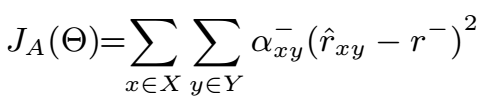 J_A(Θ)=∑_{x∈X} ∑_{y∈Y} α⁻_{xy}(r̂_{xy} − r⁻)²